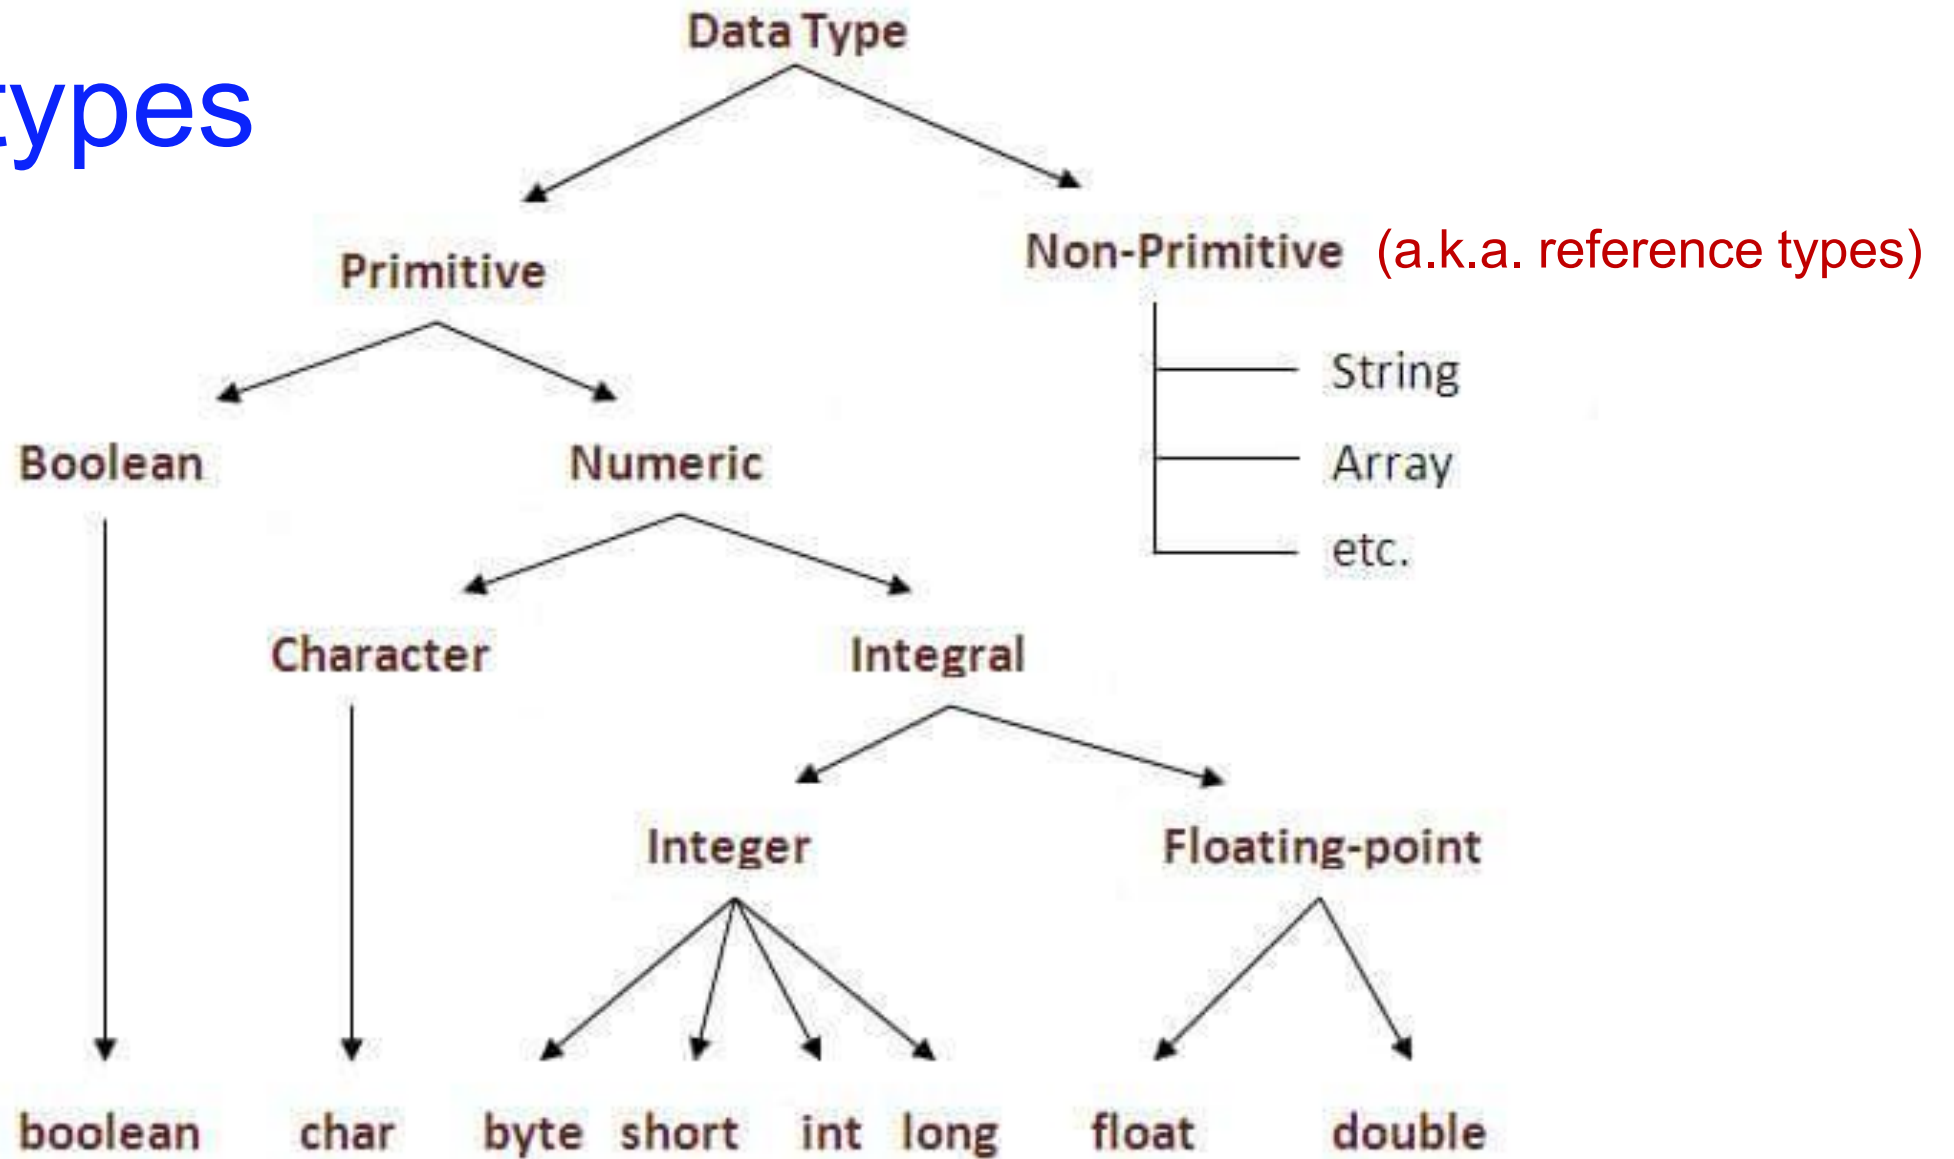 Data Type
types
Primitive
Non-Primitive (a.k.a. reference types)
String
Boolean
Numeric
Array
etc.
Character
Integral
Integer
Floating-point
boolean
char
byte
short
int
long
float
double